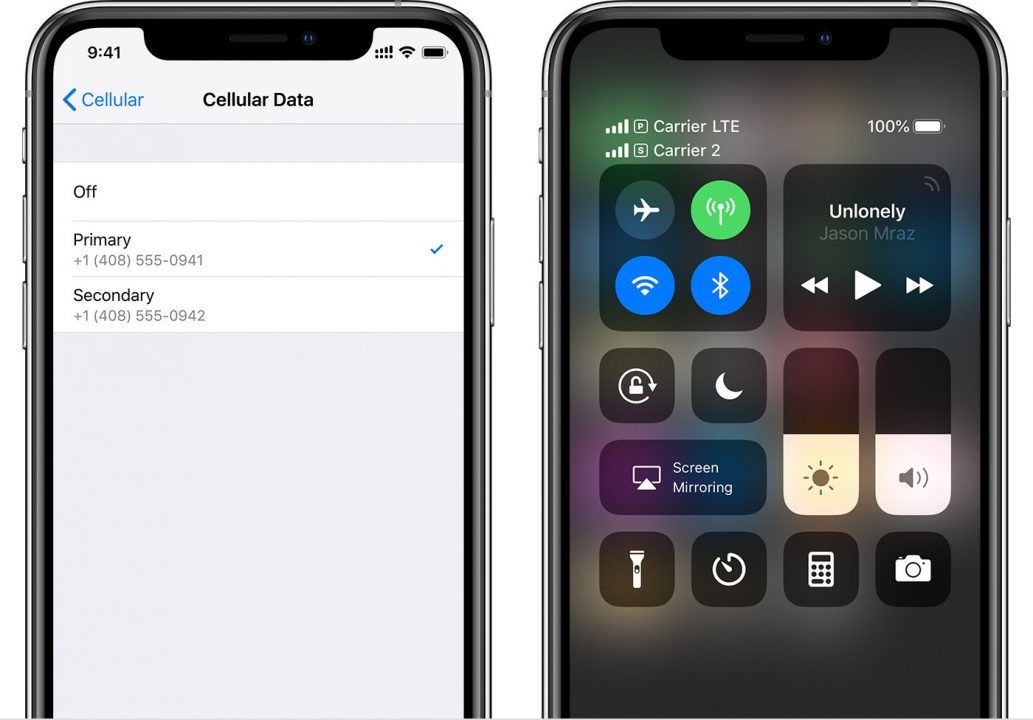 9:41
Cellular
Cellular Data
Off
Primary
+1 (408) 555-0941
Secondary
+1 (408) 555-0942
P Carrier LTE
100%
S Carrier 2
Unlonely
Jason Mraz
Screen
Mirroring